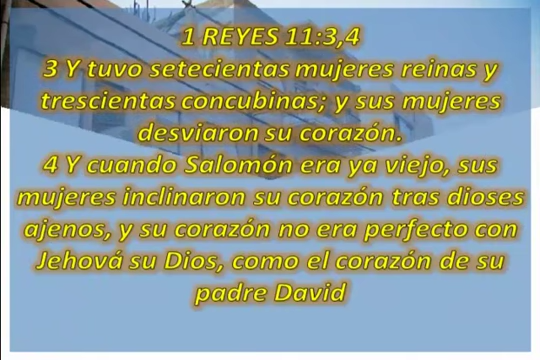 1 REYES 11:3,4
3 Y tuvo setecientas mujeres reinas y
trescientas concubinas; y sus mujeres
desviaron su corazón.
4 Y cuando Salomón era ya viejo, sus
mujeres inclinaron su corazón tras dioses
ajenos, y su corazón no era perfecto con
Jehová su Dios, como el corazón de su
padre David